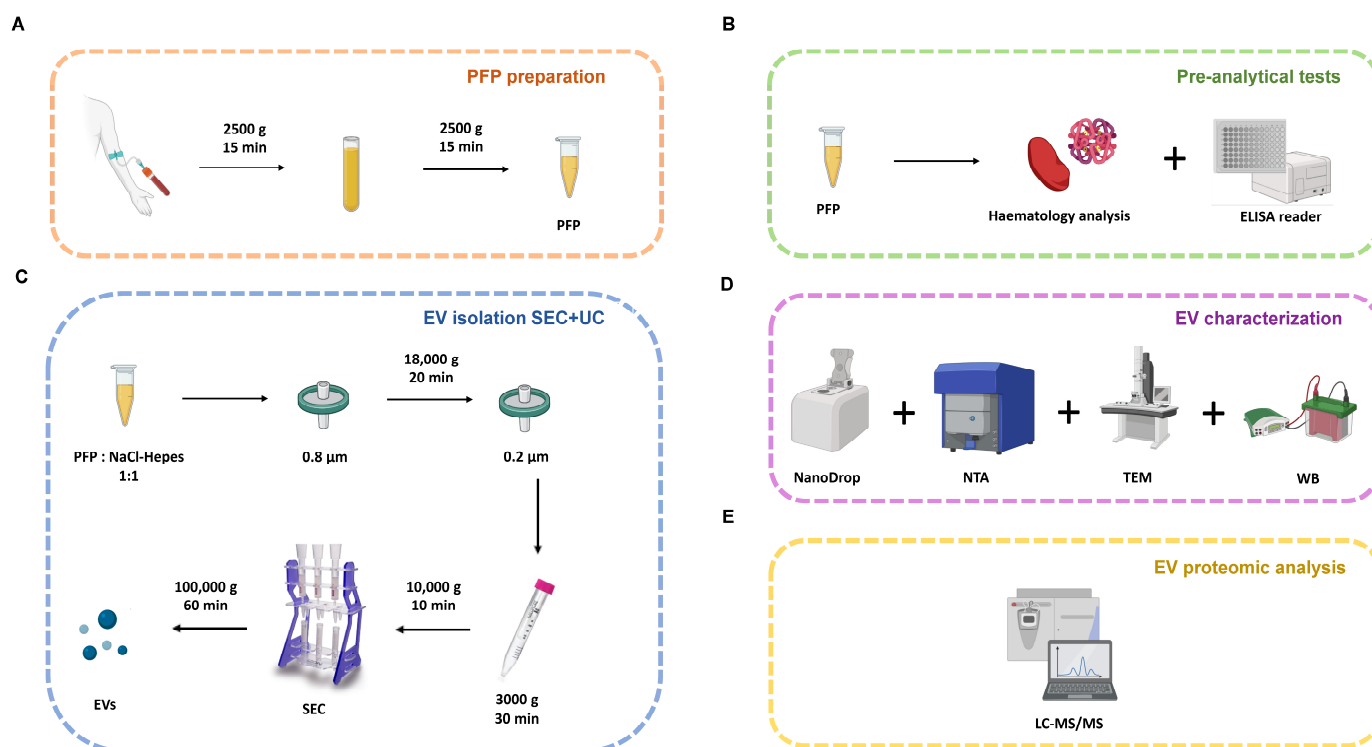 A
PFP preparation
2500 g
15 min
2500 g
15 min
PFP
B
Pre-analytical tests
PFP
Haematology analysis
ELISA reader
C
EV isolation SEC+UC
18,000 g
20 min
PFP : NaCl-Hepes
1:1
0.8 µm
0.2 µm
100,000 g
60 min
10,000 g
10 min
EVs
SEC
3000 g
30 min
D
EV characterization
NanoDrop
NTA
TEM
WB
E
EV proteomic analysis
LC-MS/MS